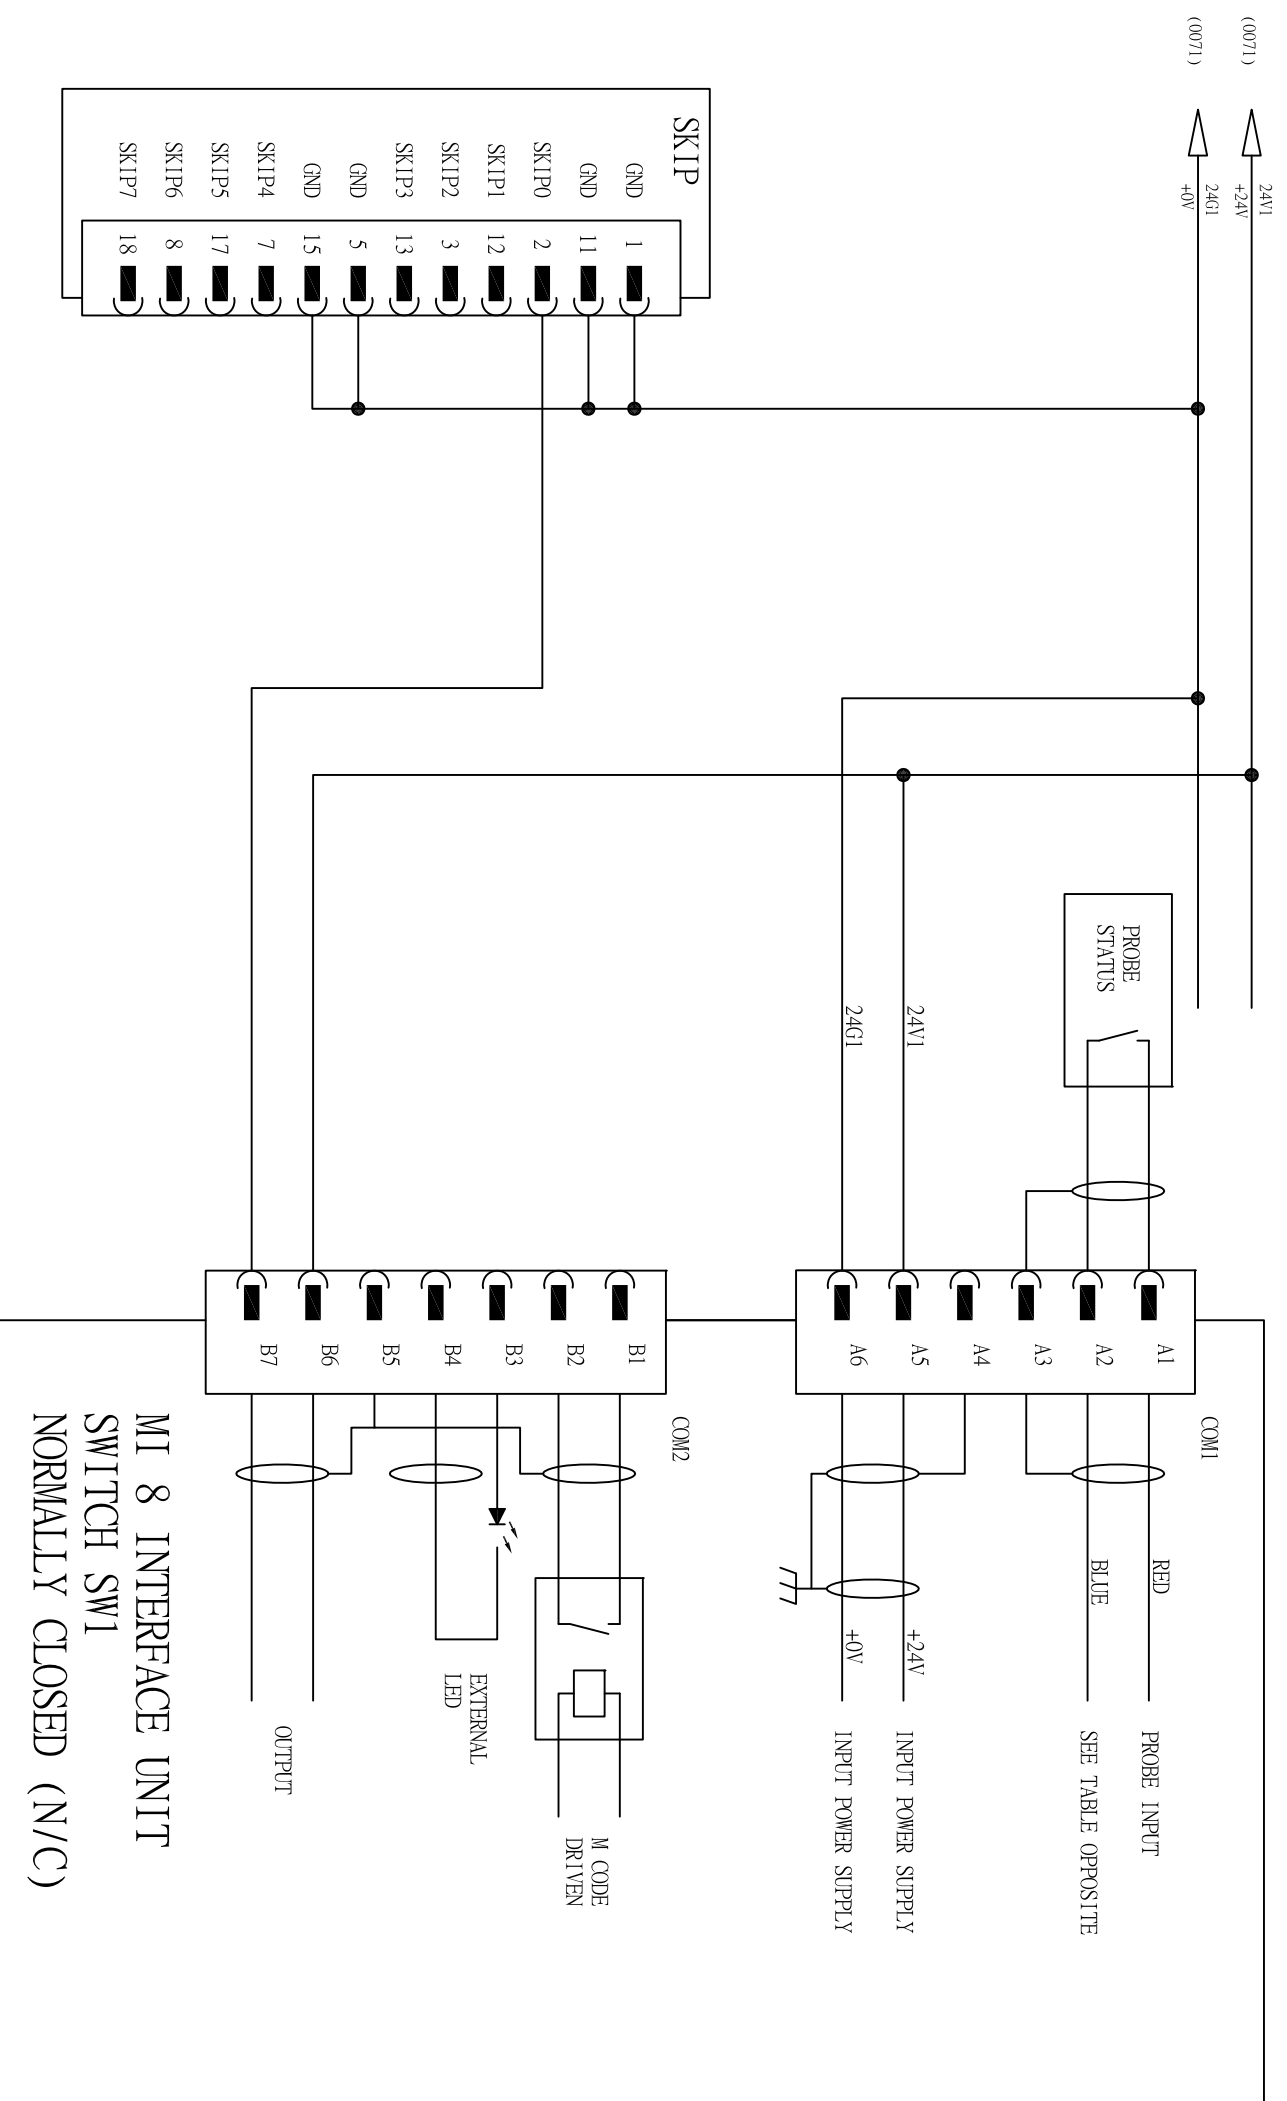 (0071)
24V1
+24V
(0071)
24G1
+0V
SKIP
GND
1
GND
11
SKIP0
2
SKIP1
12
SKIP2
3
SKIP3
13
GND
5
GND
15
SKIP4
7
SKIP5
17
SKIP6
8
SKIP7
18
PROBE
STATUS
24V1
24G1
COM1
A1
A2
A3
A4
A5
A6
RED
BLUE
+24V
+0V
PROBE INPUT
SEE TABLE OPPOSITE
INPUT POWER SUPPLY
INPUT POWER SUPPLY
COM2
B1
B2
B3
B4
B5
B6
B7
M CODE
DRIVEN
EXTERNAL
LED
OUTPUT
MI 8 INTERFACE UNIT
SWITCH SW1
NORMALLY CLOSED (N/C)